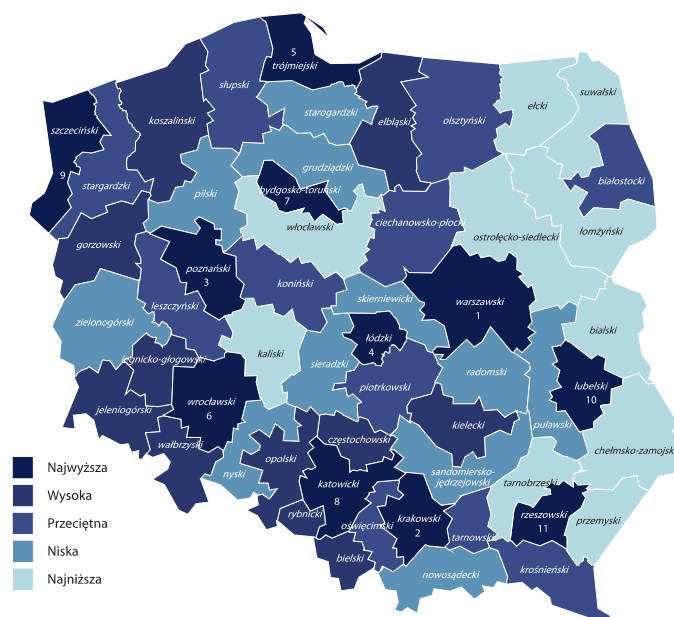 5
trójmiejski
słupski
koszaliński
szczeciński
9
stargardzki
starogardzki
elbląski
olsztyński
ełcki
suwalski
białostocki
grudziądzki
pilski
bydgosko-toruński
7
włocławski
ciechanowsko-płocki
ostrołęcko-siedlecki
łomżyński
gorzowski
poznański
3
koniński
leszczyński
skierniewicki
warszawski
1
zielonogórski
legnicko-głogowski
kaliski
łódzki
4
sieradzki
piotrkowski
radomski
bialski
lubelski
10
puławski
jeleniogórski
wrocławski
6
wałbrzyski
nyski
opolski
częstochowski
kielecki
chełmsko-zamojsk
katowicki
8
rybnicki
oświęcimski
krakowski
2
sandomiersko-
jędrzejowski
tarnobrzeski
tarnowski
rzeszowski
11
przemyski
bielski
nowosądecki
krośnieński
Najwyższa
Wysoka
Przeciętna
Niska
Najniższa